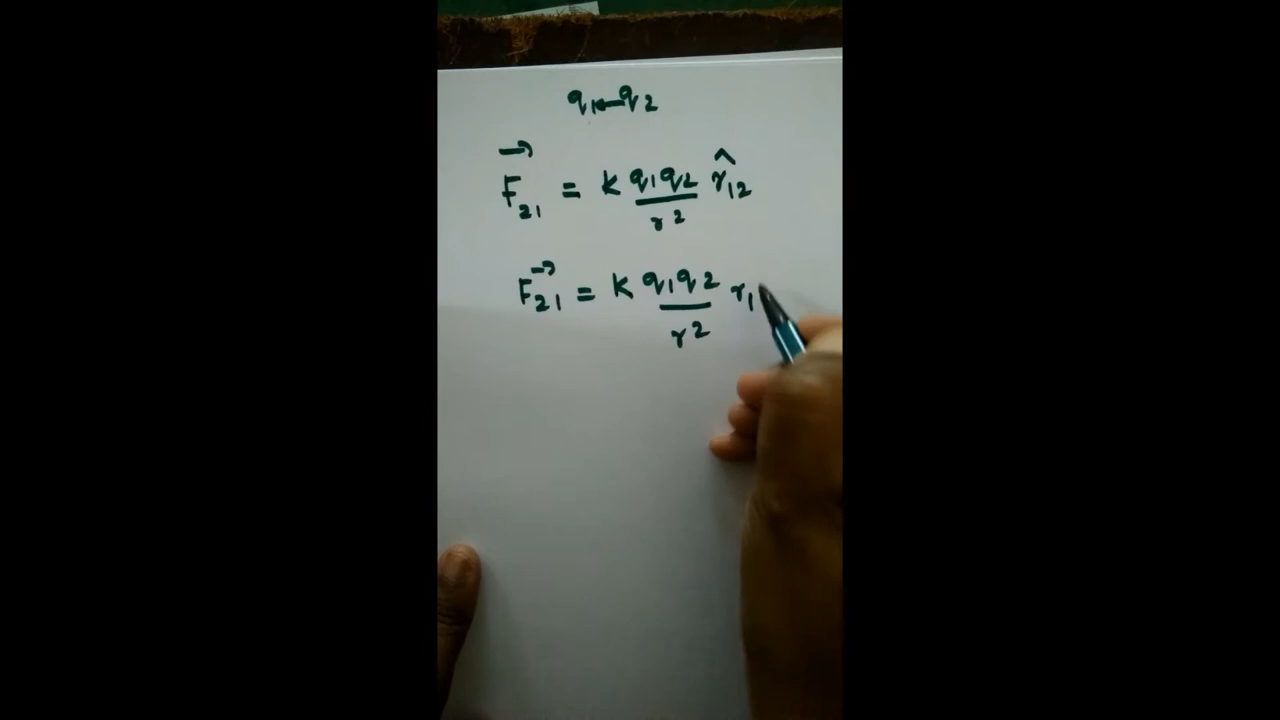 q1←q2
F⃗21 = K q1q2/r2 r̂12
F⃗21 = K q1q2/r2 r1